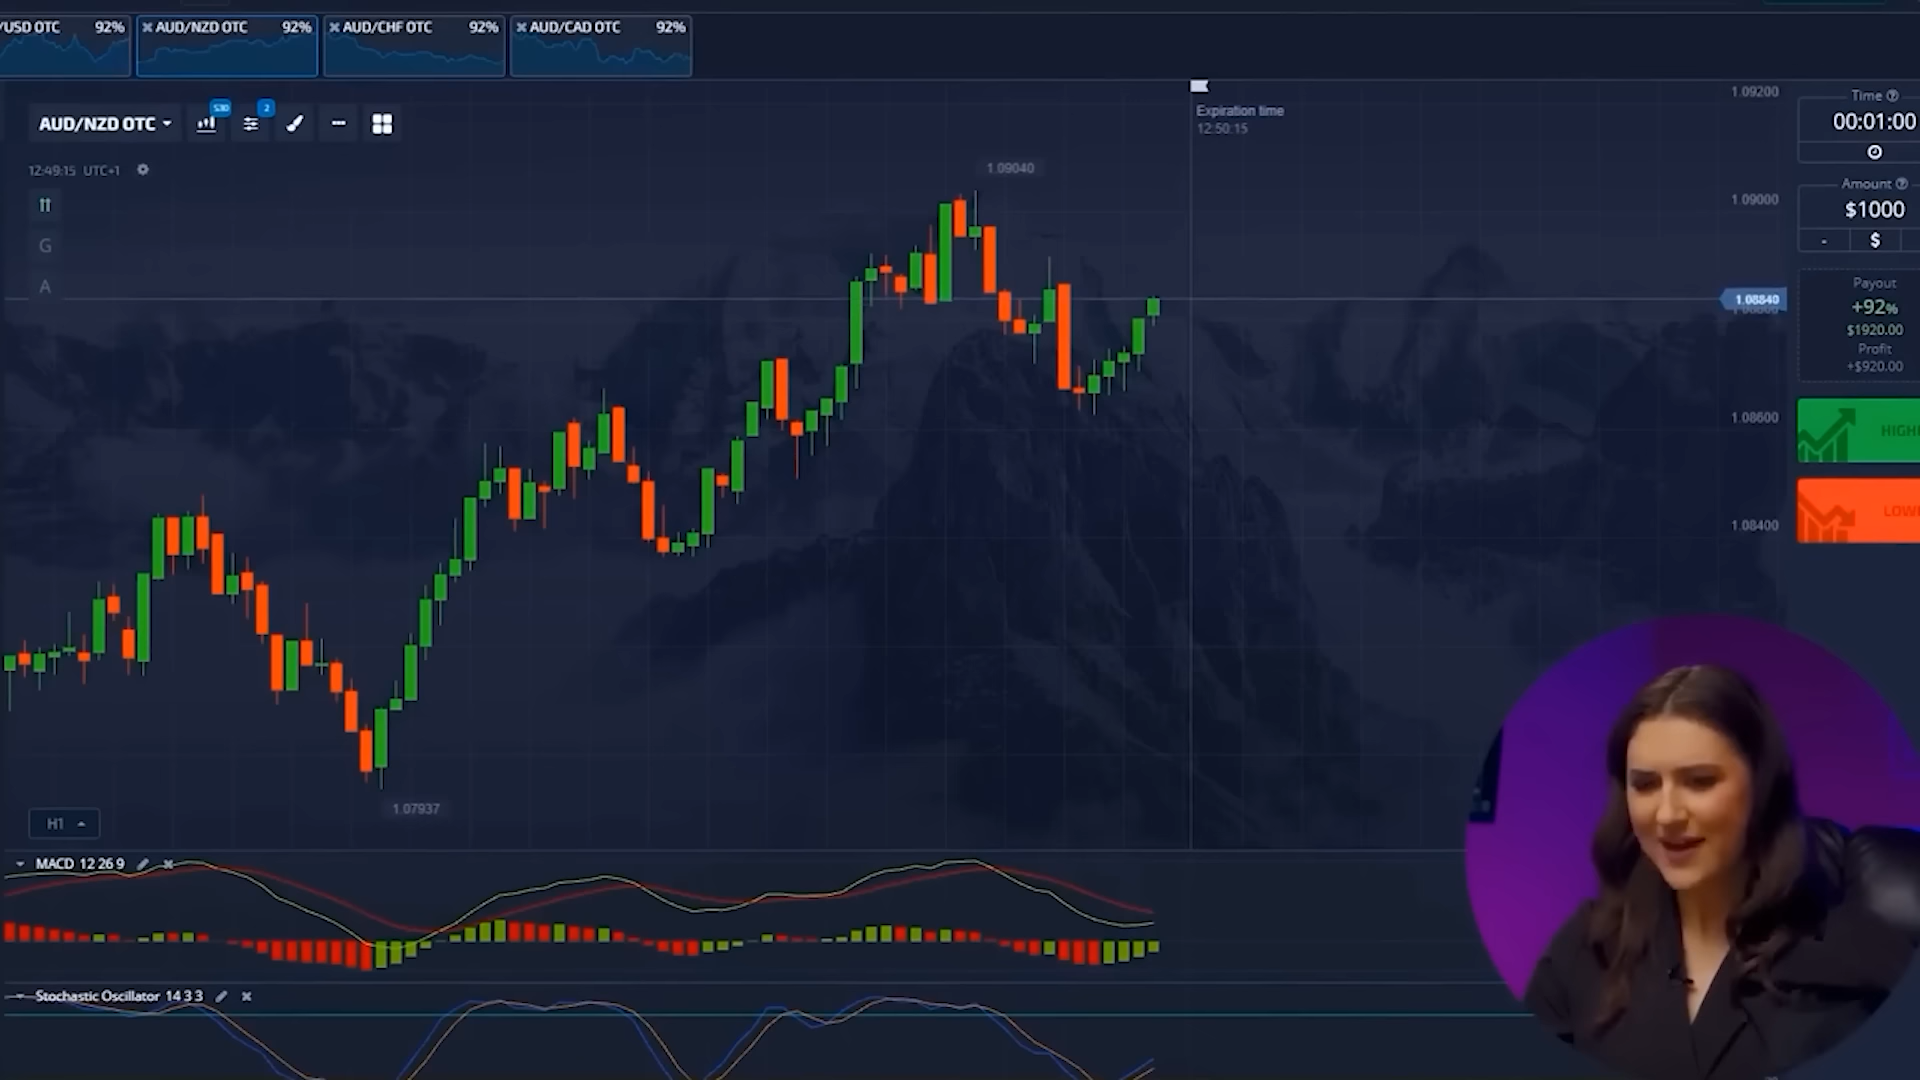 /USD OTC 92%
AUD/NZD OTC 92%
AUD/CHF OTC 92%
AUD/CAD OTC 92%
AUD/NZD OTC
S30
2
12:49:15 UTC+1
G
A
Expiration time
12:50:15
1.09040
1.07937
1.09200
1.09000
1.08840
1.08600
1.08400
Time
00:01:00
Amount
$1000
- $
Payout
+92%
$1920.00
Profit
+$920.00
HIGH
LOW
H1
MACD 12 26 9
Stochastic Oscillator 14 3 3